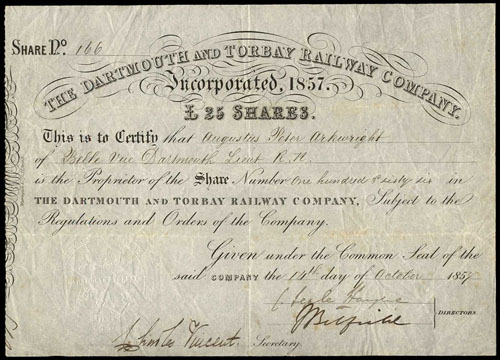 SHARE No. 166
THE DARTMOUTH AND TORBAY RAILWAY COMPANY.
Incorporated, 1857.
£ 25 SHARES.
This is to Certify that Augustus Peter Arkwright
of Belle Vue Dartmouth Lieut R.N.
is the Proprietor of the Share Number One hundred & sixty six in
THE DARTMOUTH AND TORBAY RAILWAY COMPANY, Subject to the
Regulations and Orders of the Company.
Given under the Common Seal of the
said COMPANY the 14th day of October 185
DIRECTORS.
Secretary.